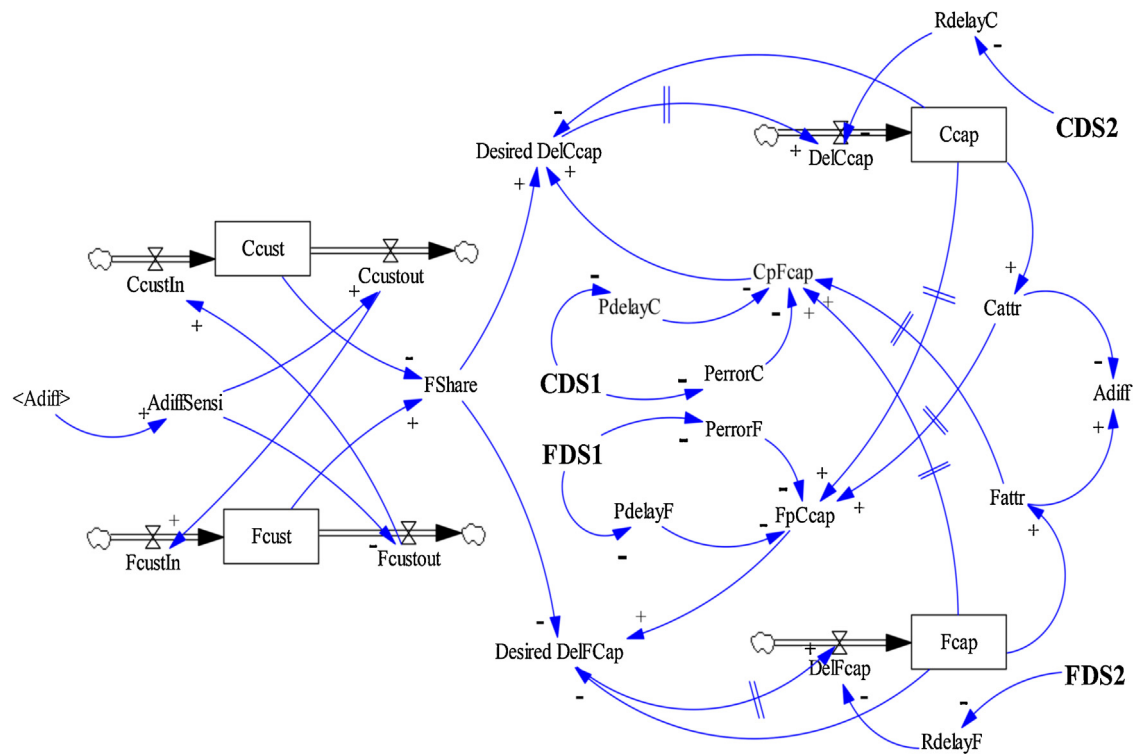 RdelayC
-
-
+
-
Ccap
CDS2
Desired DelCcap
DelCcap
+
+
Ccust
CcustIn
Ccustout
+
+
CpFcap
-
-
-
+
+
PdelayC
+
Cattr
-
FShare
+
CDS1
-
PerrorC
-
Adiff
+
<Adiff>
+
AdiffSensi
FDS1
-
PerrorF
+
-
+
Fattr
+
PdelayF
-
-
FpCcap
+
Fcust
FcustIn
-
Fcustout
+
-
Desired DelFCap
-
+
DelFcap
-
Fcap
FDS2
-
RdelayF